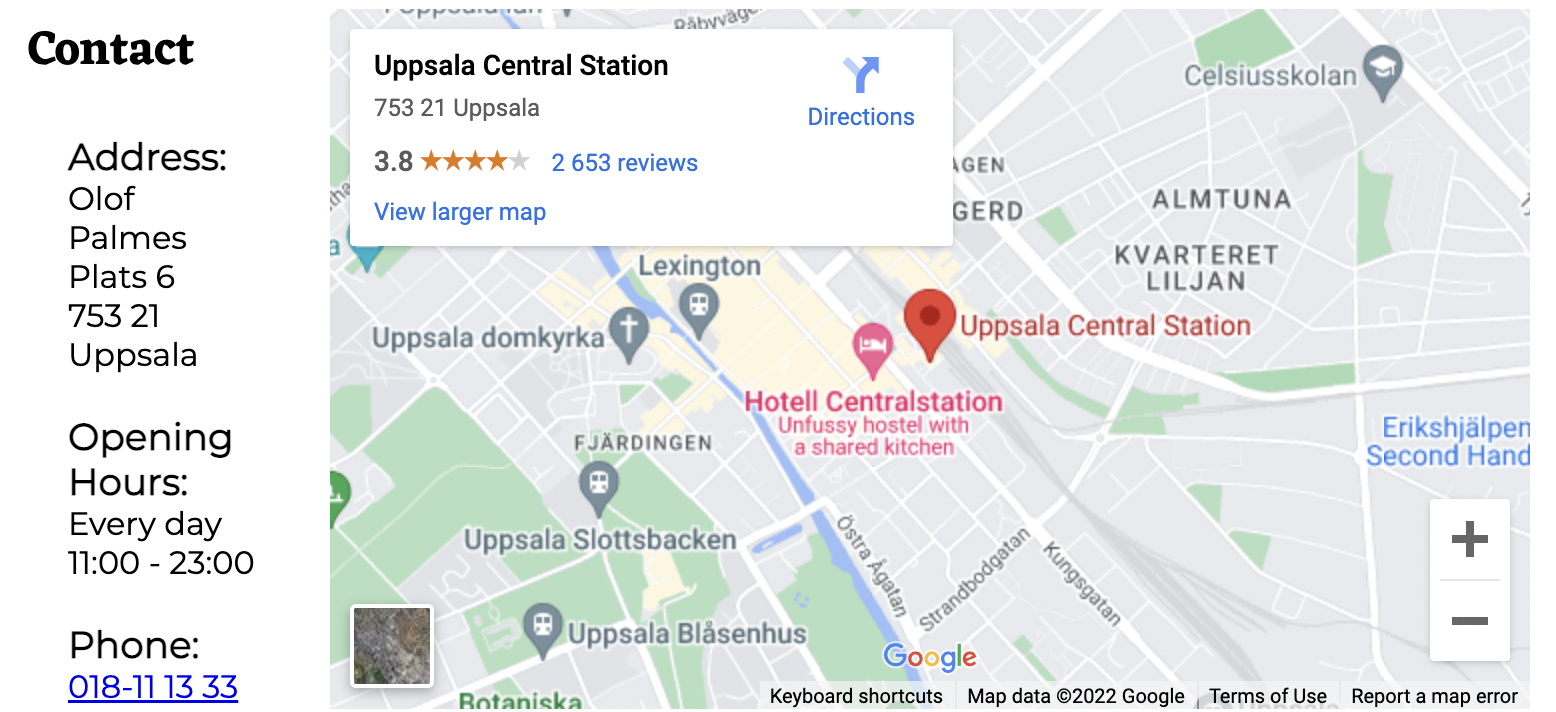 Contact
Address:
Olof
Palmes
Plats 6
753 21
Uppsala
Opening
Hours:
Every day
11:00 - 23:00
Phone:
018-11 13 33
Råbyvägen
Uppsala Central Station
753 21 Uppsala
3.8
2 653 reviews
View larger map
Directions
Celsiusskolan
AGEN
GERD
ALMTUNA
KVARTERET
LILJAN
Lexington
Uppsala domkyrka
Uppsala Central Station
Hotell Centralstation
Unfussy hostel with
a shared kitchen
FJÄRDINGEN
Erikshjälpen
Second Hand
Uppsala Slottsbacken
Östra Ågatan
Strandbodgatan
Kungsgatan
Uppsala Blåsenhus
Botaniska
Google
Keyboard shortcuts
Map data ©2022 Google
Terms of Use
Report a map error